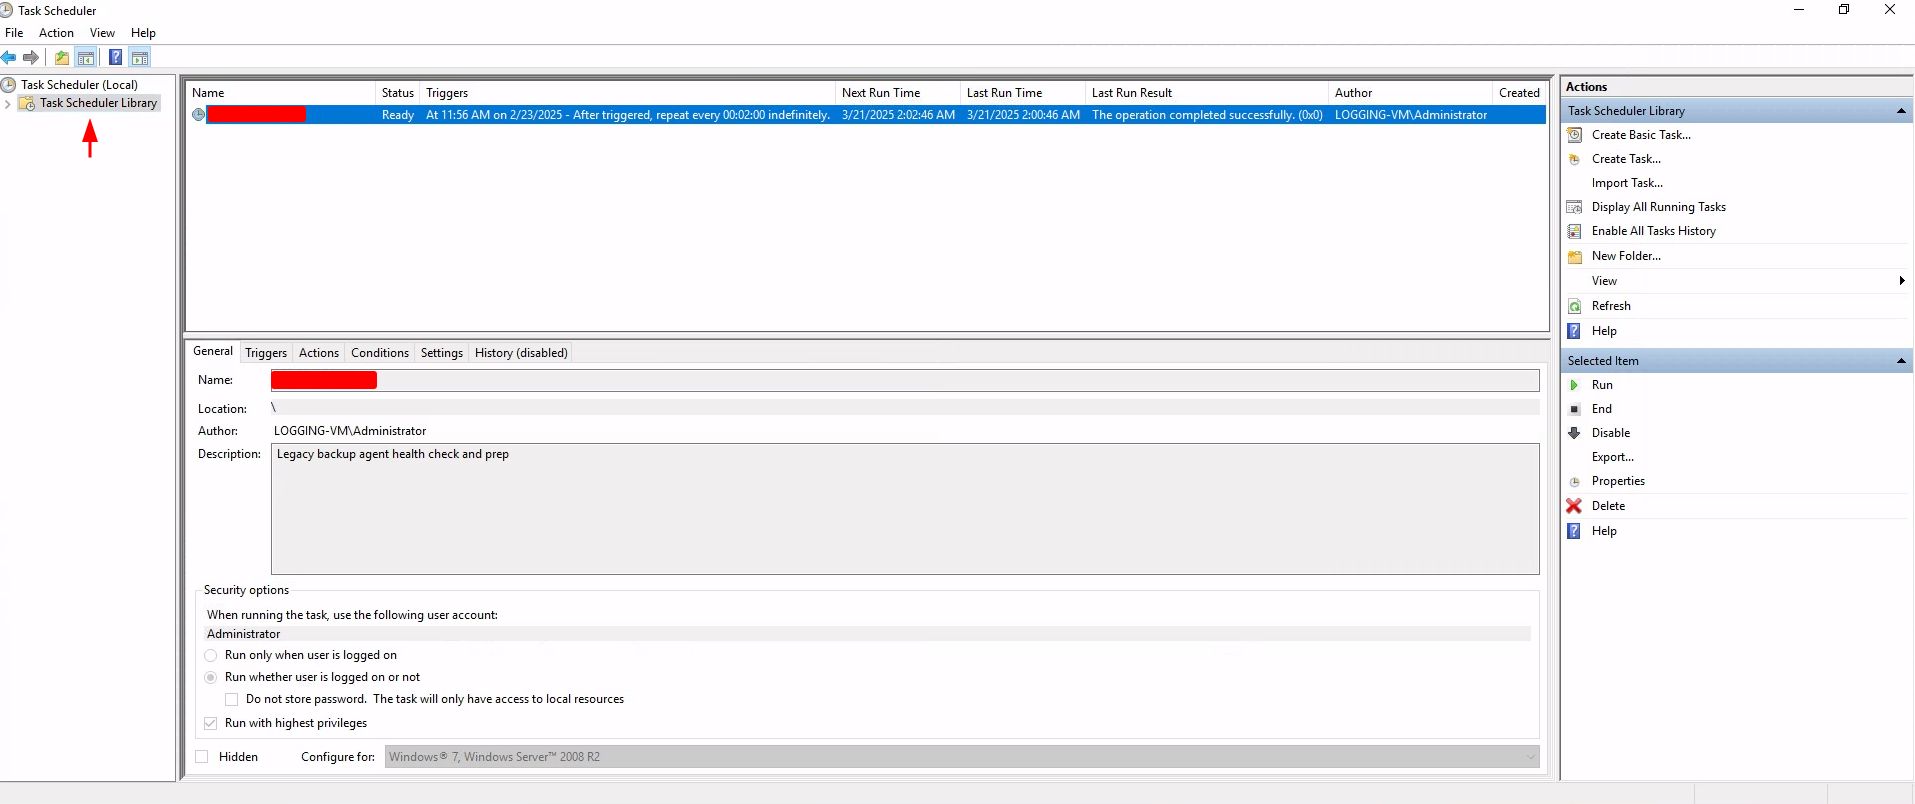 Task Scheduler
File Action View Help
Task Scheduler (Local)
Task Scheduler Library
Name Status Triggers Next Run Time Last Run Time Last Run Result Author Created
Ready At 11:56 AM on 2/23/2025 - After triggered, repeat every 00:02:00 indefinitely. 3/21/2025 2:02:46 AM 3/21/2025 2:00:46 AM The operation completed successfully. (0x0) LOGGING-VM\Administrator
General Triggers Actions Conditions Settings History (disabled)
Name:
Location: \
Author: LOGGING-VM\Administrator
Description: Legacy backup agent health check and prep
Security options
When running the task, use the following user account:
Administrator
Run only when user is logged on
Run whether user is logged on or not
Do not store password. The task will only have access to local resources
Run with highest privileges
Hidden Configure for: Windows® 7, Windows Server™ 2008 R2
Actions
Task Scheduler Library
Create Basic Task...
Create Task...
Import Task...
Display All Running Tasks
Enable All Tasks History
New Folder...
View
Refresh
Help
Selected Item
Run
End
Disable
Export...
Properties
Delete
Help